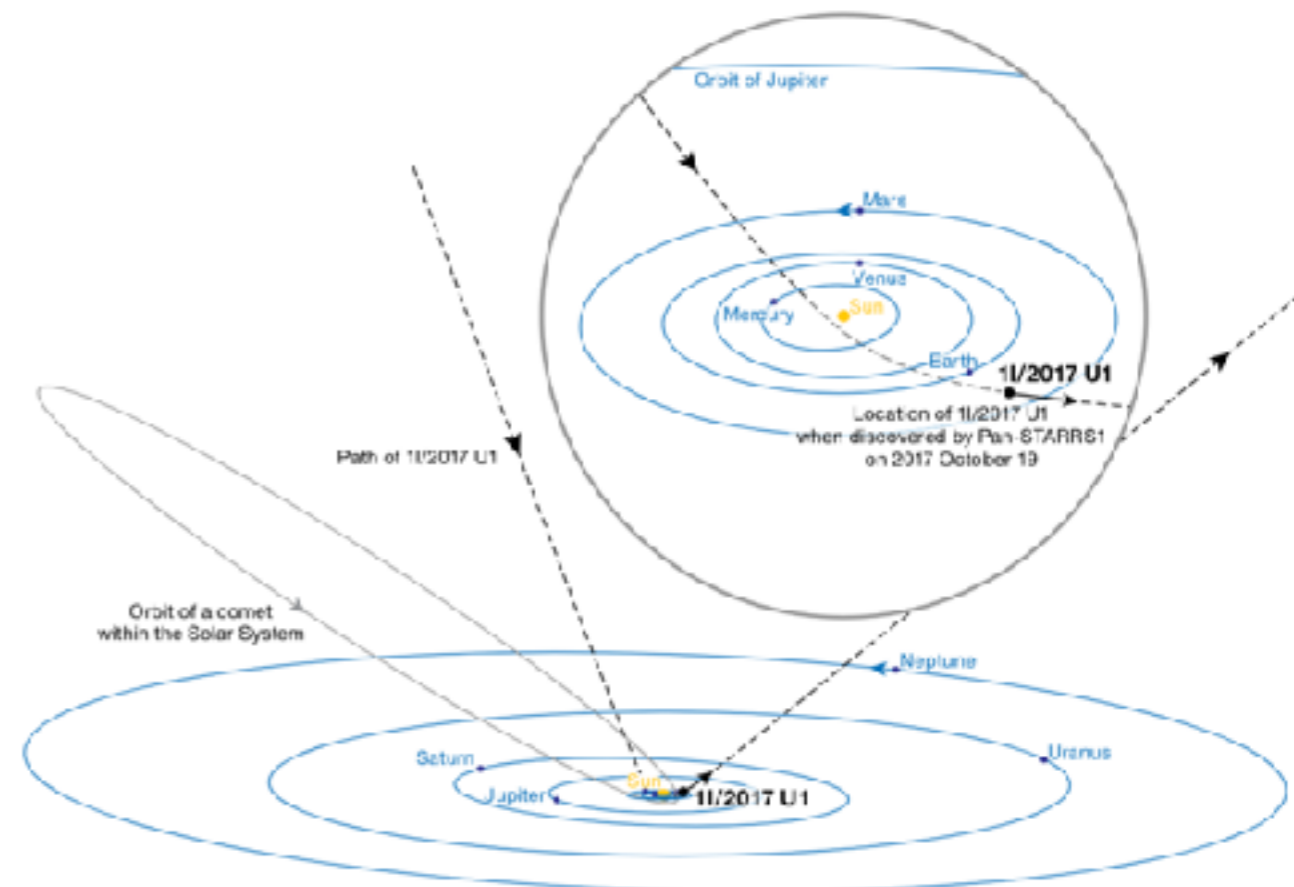 Orbit of Jupiter
Mars
Venus
Sun
Mercury
Earth
1I/2017 U1
Location of 1I/2017 U1
when discovered by Pan-STARRS1
on 2017 October 19
Path of 1I/2017 U1
Orbit of a comet
within the Solar System
Neptune
Saturn
Uranus
Sun
Jupiter
1I/2017 U1